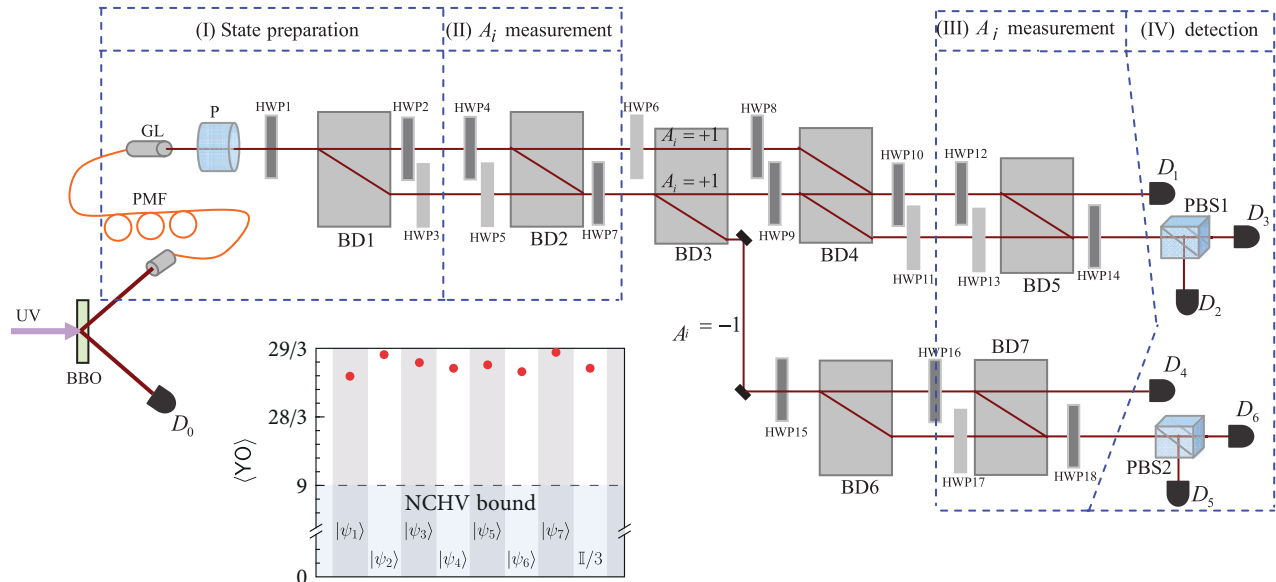 (I) State preparation
(II) A_i measurement
(III) A_j measurement
(IV) detection
GL
P
HWP1
BD1
HWP2
HWP3
HWP4
HWP5
BD2
HWP7
HWP6
A_i = +1
A_i = +1
BD3
HWP8
HWP9
BD4
HWP10
HWP11
HWP12
HWP13
BD5
HWP14
D_1
PBS1
D_3
D_2
PMF
UV
BBO
D_0
A_i = −1
HWP15
BD6
HWP16
HWP17
BD7
HWP18
D_4
D_6
PBS2
D_5
29/3
28/3
9
0
⟨YO⟩
NCHV bound
|ψ_1⟩
|ψ_2⟩
|ψ_3⟩
|ψ_4⟩
|ψ_5⟩
|ψ_6⟩
|ψ_7⟩
𝕀/3